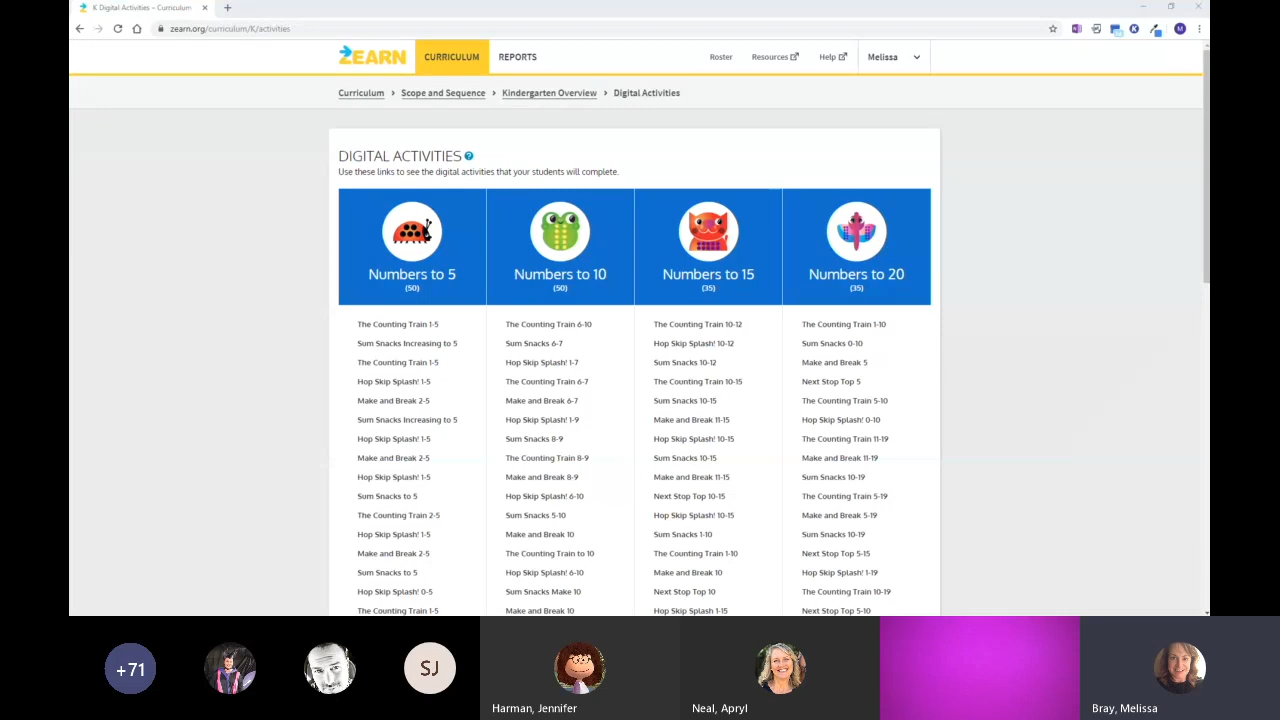 K Digital Activities – Curriculum
zearn.org/curriculum/K/activities
M
ZEARN
CURRICULUM
REPORTS
Roster
Resources
Help
Melissa
Curriculum > Scope and Sequence > Kindergarten Overview > Digital Activities
DIGITAL ACTIVITIES ?
Use these links to see the digital activities that your students will complete.
Numbers to 5
(50)
The Counting Train 1-5
Sum Snacks Increasing to 5
The Counting Train 1-5
Hop Skip Splash! 1-5
Make and Break 2-5
Sum Snacks Increasing to 5
Hop Skip Splash! 1-5
Make and Break 2-5
Hop Skip Splash! 1-5
Sum Snacks to 5
The Counting Train 2-5
Hop Skip Splash! 1-5
Make and Break 2-5
Sum Snacks to 5
Hop Skip Splash! 0-5
The Counting Train 1-5
Numbers to 10
(50)
The Counting Train 6-10
Sum Snacks 6-7
Hop Skip Splash! 1-7
The Counting Train 6-7
Make and Break 6-7
Hop Skip Splash! 1-9
Sum Snacks 8-9
The Counting Train 8-9
Make and Break 8-9
Hop Skip Splash! 6-10
Sum Snacks 5-10
Make and Break 10
The Counting Train to 10
Hop Skip Splash! 6-10
Sum Snacks Make 10
Make and Break 10
Numbers to 15
(35)
The Counting Train 10-12
Hop Skip Splash! 10-12
Sum Snacks 10-12
The Counting Train 10-15
Sum Snacks 10-15
Make and Break 11-15
Hop Skip Splash! 10-15
Sum Snacks 10-15
Make and Break 11-15
Next Stop Top 10-15
Hop Skip Splash! 10-15
Sum Snacks 1-10
The Counting Train 1-10
Make and Break 10
Next Stop Top 10
Hop Skip Splash 1-15
Numbers to 20
(35)
The Counting Train 1-10
Sum Snacks 0-10
Make and Break 5
Next Stop Top 5
The Counting Train 5-10
Hop Skip Splash! 0-10
The Counting Train 11-19
Make and Break 11-19
Sum Snacks 10-19
The Counting Train 5-19
Make and Break 5-19
Sum Snacks 10-19
Next Stop Top 5-15
Hop Skip Splash! 1-19
The Counting Train 10-19
Next Stop Top 5-10
+71
SJ
Harman, Jennifer
Neal, Apryl
Bray, Melissa